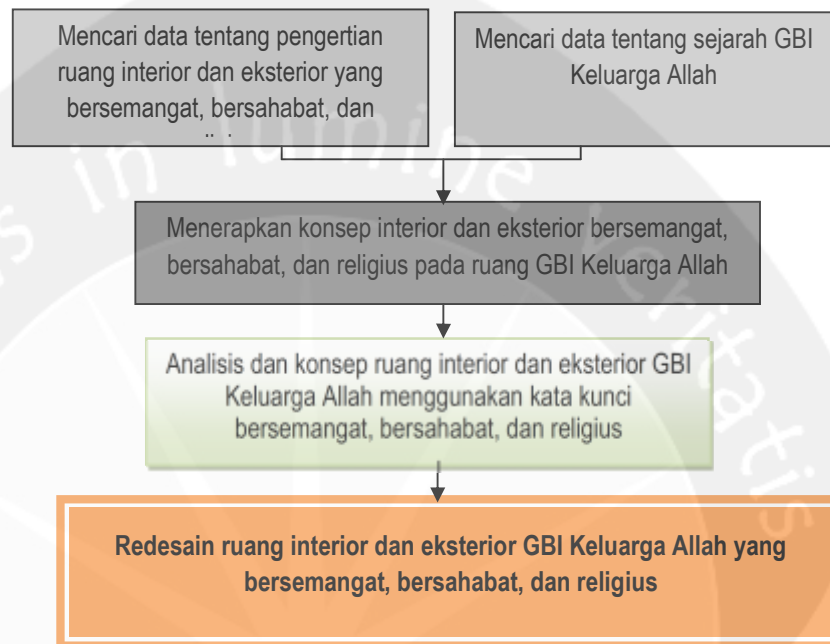 Mencari data tentang pengertian
ruang interior dan eksterior yang
bersemangat, bersahabat, dan
Mencari data tentang sejarah GBI
Keluarga Allah
Menerapkan konsep interior dan eksterior bersemangat,
bersahabat, dan religius pada ruang GBI Keluarga Allah
Analisis dan konsep ruang interior dan eksterior GBI
Keluarga Allah menggunakan kata kunci
bersemangat, bersahabat, dan religius
Redesain ruang interior dan eksterior GBI Keluarga Allah yang
bersemangat, bersahabat, dan religius
in lumine veritatis